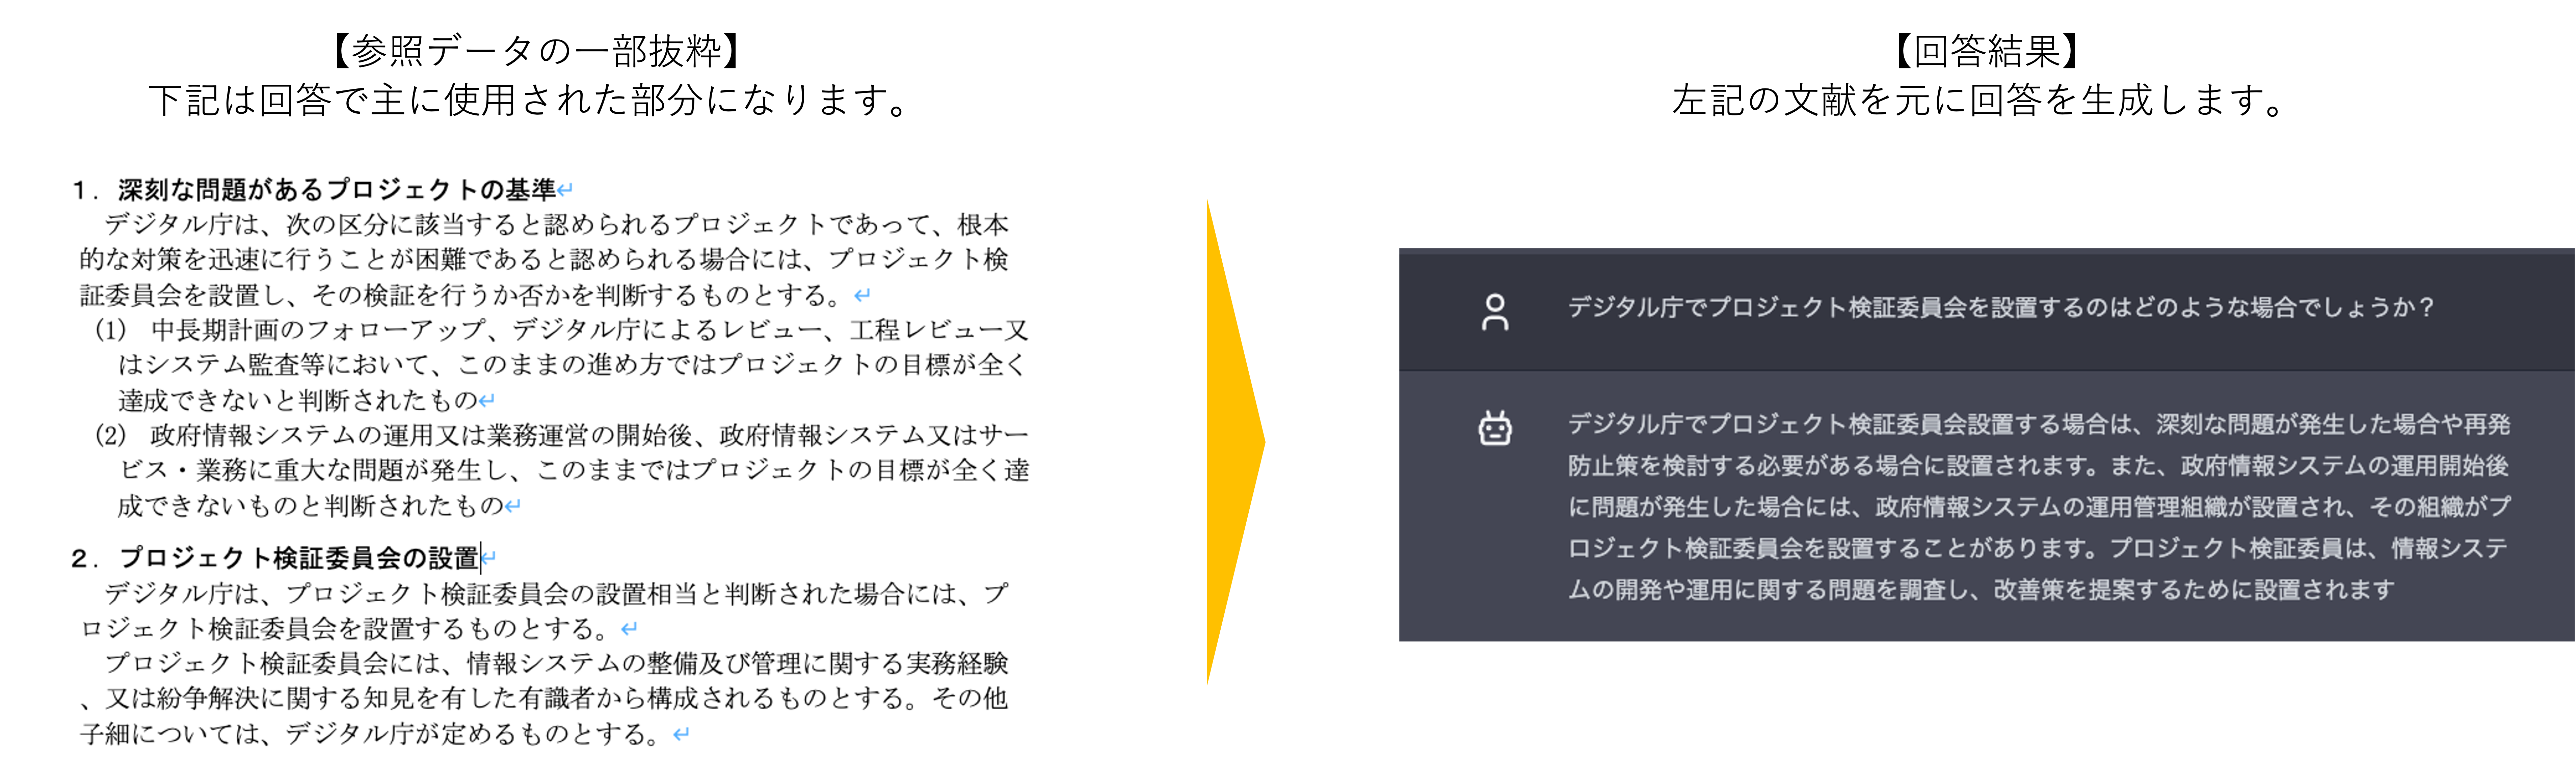 【参照データの一部抜粋】
下記は回答で主に使用された部分になります。
1．深刻な問題があるプロジェクトの基準↵
デジタル庁は、次の区分に該当すると認められるプロジェクトであって、根本
的な対策を迅速に行うことが困難であると認められる場合には、プロジェクト検
証委員会を設置し、その検証を行うか否かを判断するものとする。↵
(1) 中長期計画のフォローアップ、デジタル庁によるレビュー、工程レビュー又
はシステム監査等において、このままの進め方ではプロジェクトの目標が全く
達成できないと判断されたもの↵
(2) 政府情報システムの運用又は業務運営の開始後、政府情報システム又はサー
ビス・業務に重大な問題が発生し、このままではプロジェクトの目標が全く達
成できないものと判断されたもの↵
2．プロジェクト検証委員会の設置↵
デジタル庁は、プロジェクト検証委員会の設置相当と判断された場合には、プ
ロジェクト検証委員会を設置するものとする。↵
プロジェクト検証委員会には、情報システムの整備及び管理に関する実務経験
、又は紛争解決に関する知見を有した有識者から構成されるものとする。その他
子細については、デジタル庁が定めるものとする。↵
【回答結果】
左記の文献を元に回答を生成します。
デジタル庁でプロジェクト検証委員会を設置するのはどのような場合でしょうか？
デジタル庁でプロジェクト検証委員会設置する場合は、深刻な問題が発生した場合や再発
防止策を検討する必要がある場合に設置されます。また、政府情報システムの運用開始後
に問題が発生した場合には、政府情報システムの運用管理組織が設置され、その組織がプ
ロジェクト検証委員会を設置することがあります。プロジェクト検証委員は、情報システ
ムの開発や運用に関する問題を調査し、改善策を提案するために設置されます